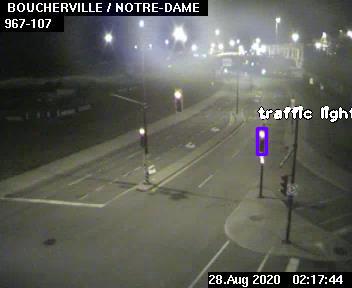 BOUCHERVILLE / NOTRE-DAME
967-107
traffic light
28.Aug 2020 02:17:44